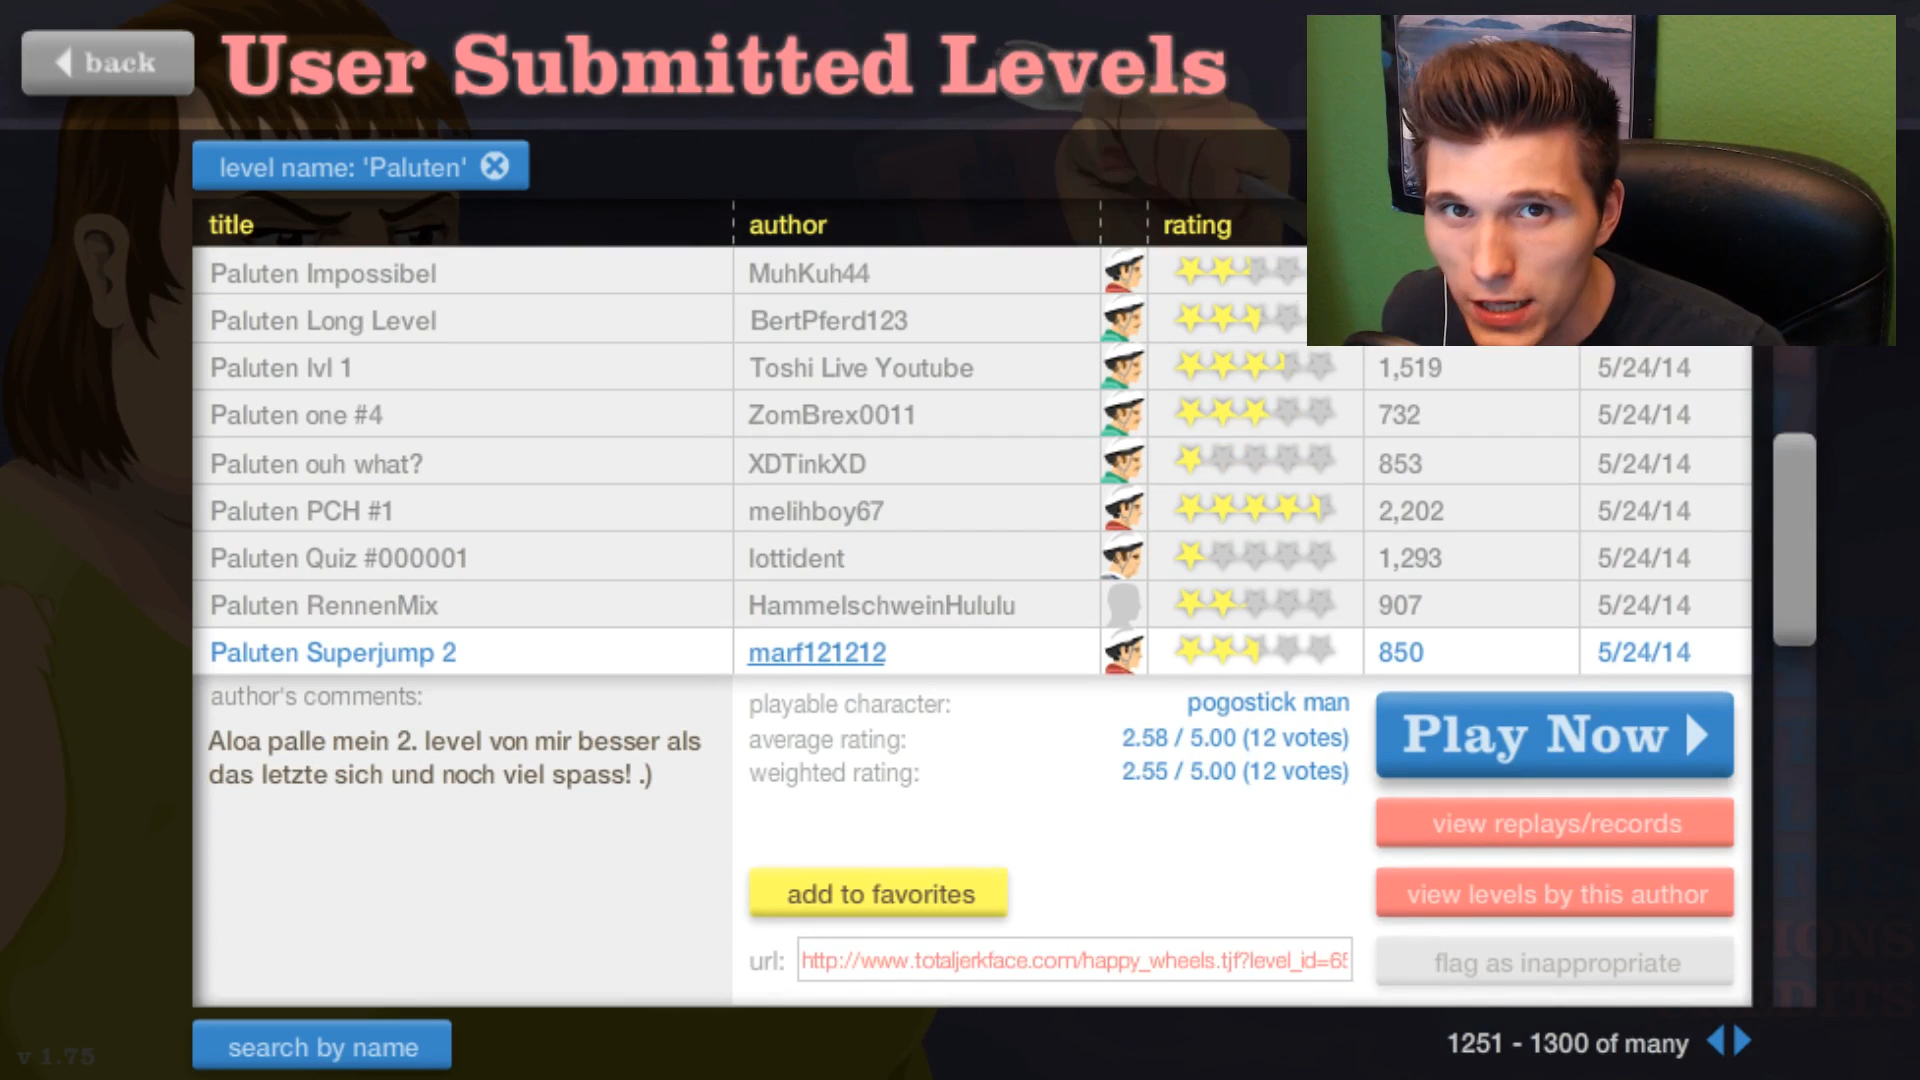 back
User Submitted Levels
level name: 'Paluten'
title author rating
Paluten Impossibel MuhKuh44
Paluten Long Level BertPferd123
Paluten lvl 1 Toshi Live Youtube 1,519 5/24/14
Paluten one #4 ZomBrex0011 732 5/24/14
Paluten ouh what? XDTinkXD 853 5/24/14
Paluten PCH #1 melihboy67 2,202 5/24/14
Paluten Quiz #000001 lottident 1,293 5/24/14
Paluten RennenMix HammelschweinHululu 907 5/24/14
Paluten Superjump 2 marf121212 850 5/24/14
author's comments:
Aloa palle mein 2. level von mir besser als
das letzte sich und noch viel spass! .)
playable character: pogostick man
average rating: 2.58 / 5.00 (12 votes)
weighted rating: 2.55 / 5.00 (12 votes)
Play Now
view replays/records
add to favorites
view levels by this author
url: http://www.totaljerkface.com/happy_wheels.tjf?level_id=6
flag as inappropriate
search by name
1251 - 1300 of many
v 1.75